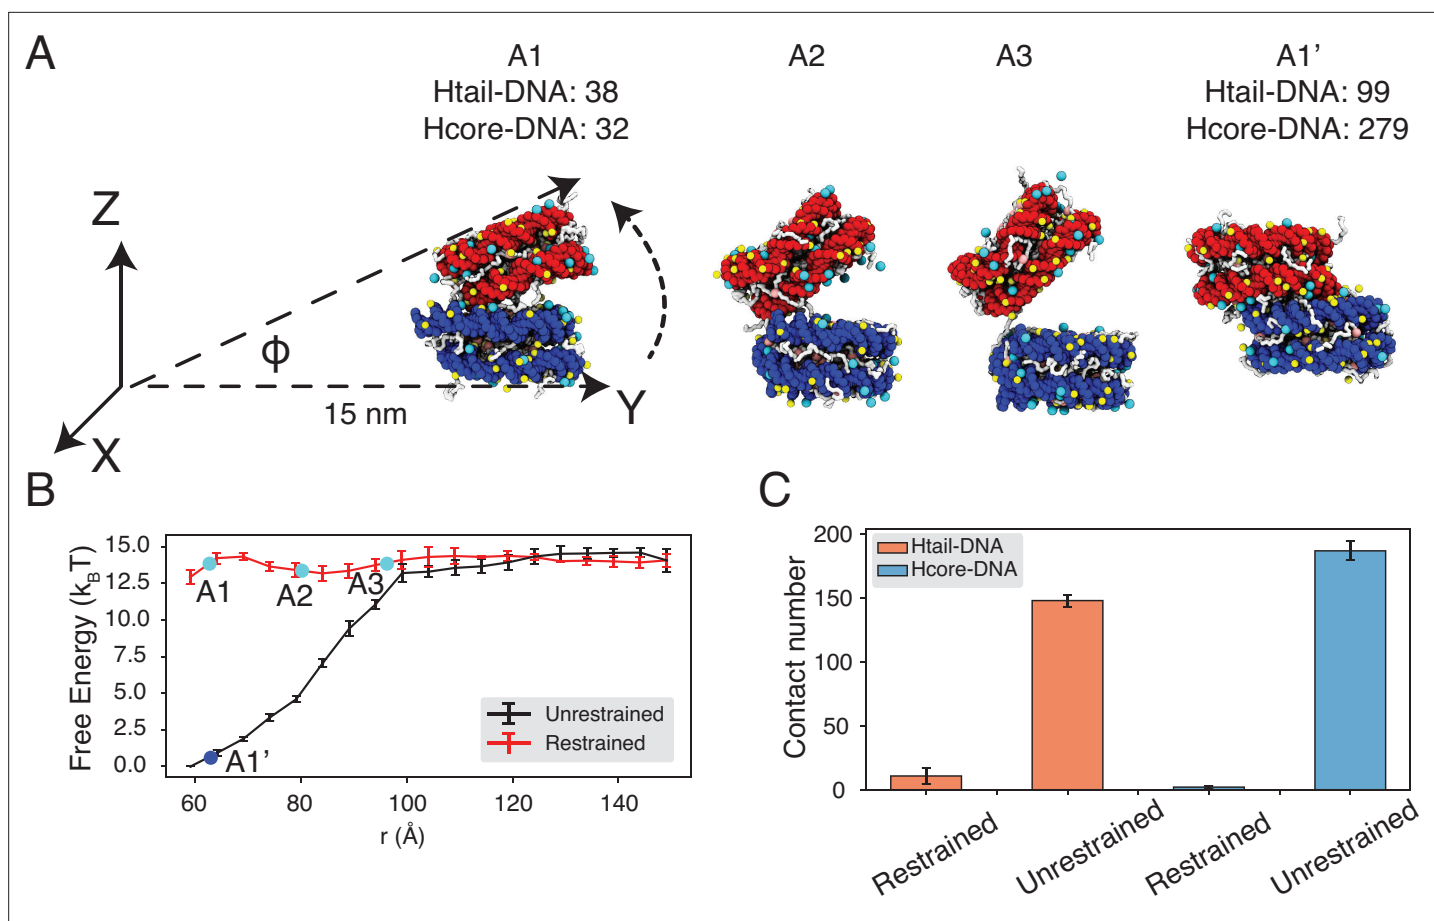 A
A1
Htail-DNA: 38
Hcore-DNA: 32
A2
A3
A1’
Htail-DNA: 99
Hcore-DNA: 279
Z
ϕ
Y
15 nm
X
B
Free Energy (kBT)
15.0
12.5
10.0
7.5
5.0
2.5
0.0
A1
A2
A3
A1’
Unrestrained
Restrained
60
80
100
120
140
r (Å)
C
Contact number
200
150
100
50
0
Htail-DNA
Hcore-DNA
Restrained
Unrestrained
Restrained
Unrestrained